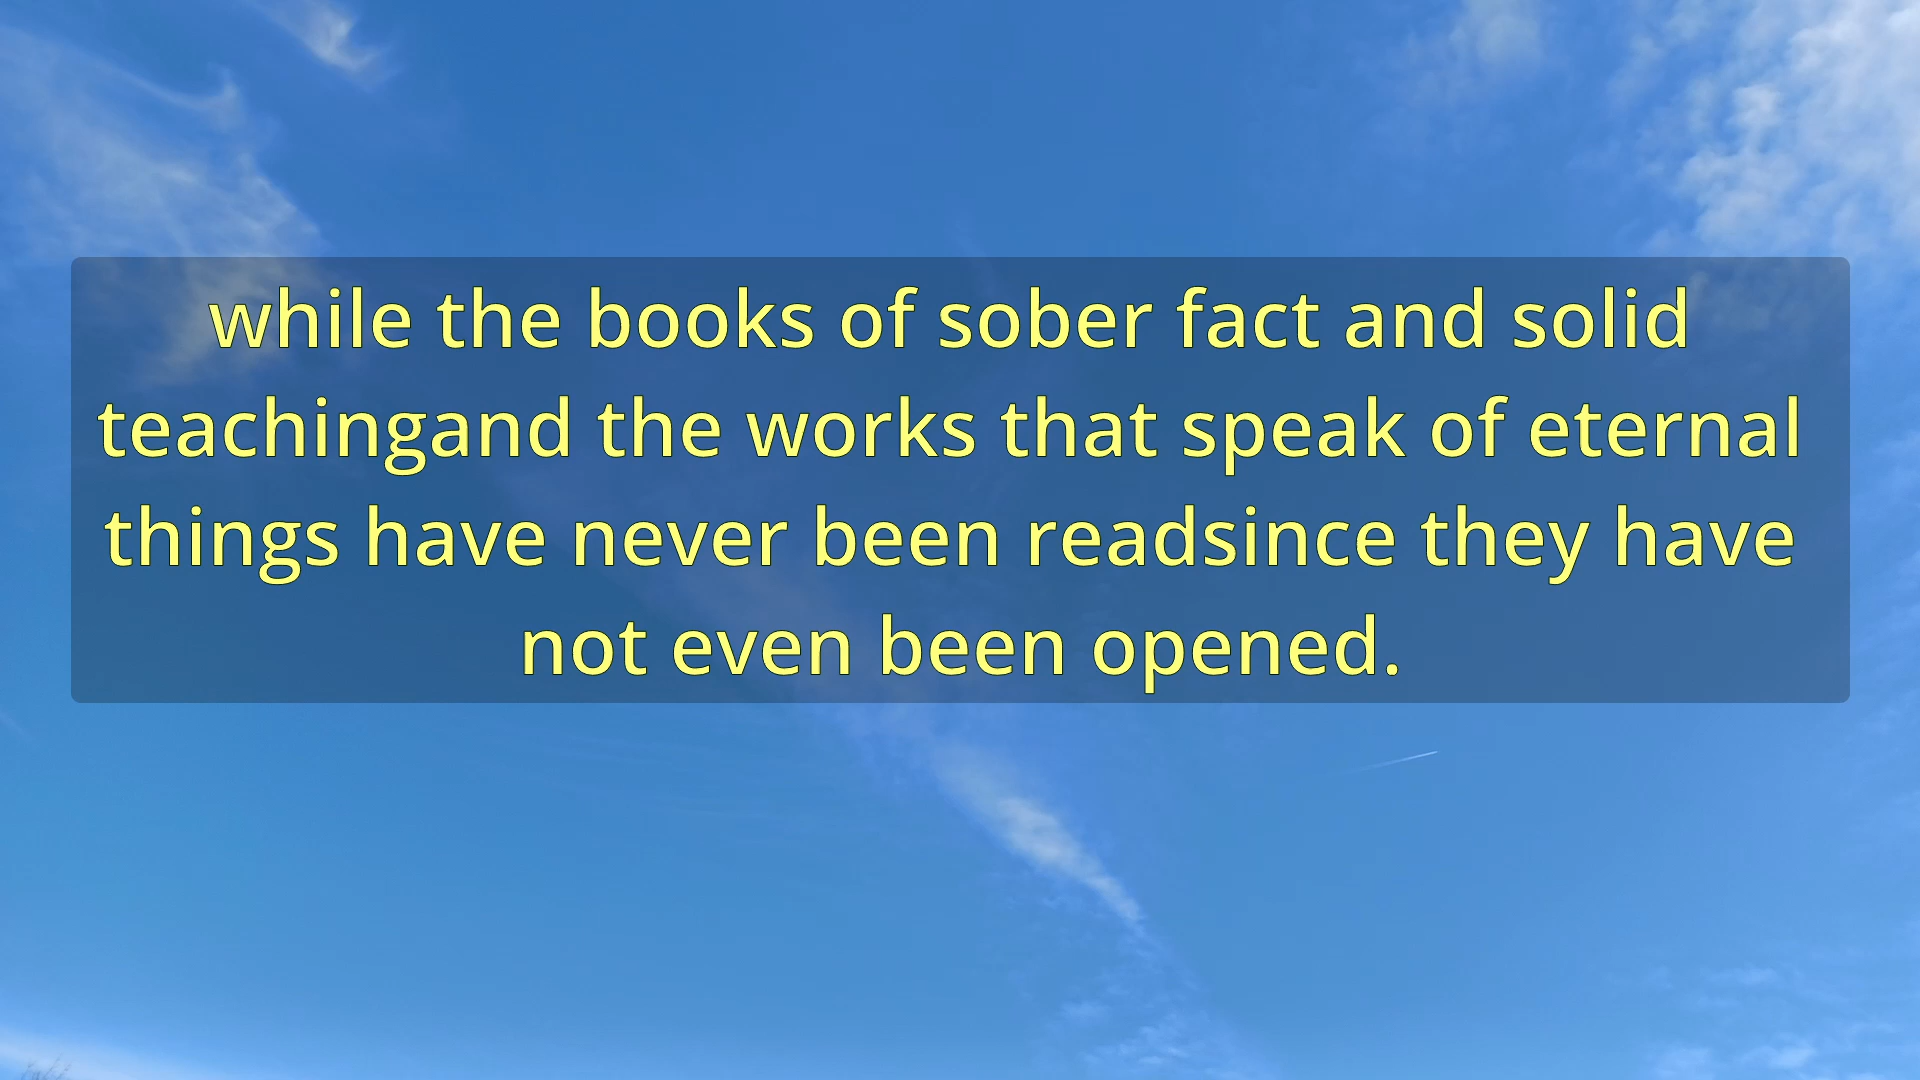 while the books of sober fact and solid
teachingand the works that speak of eternal
things have never been readsince they have
not even been opened.